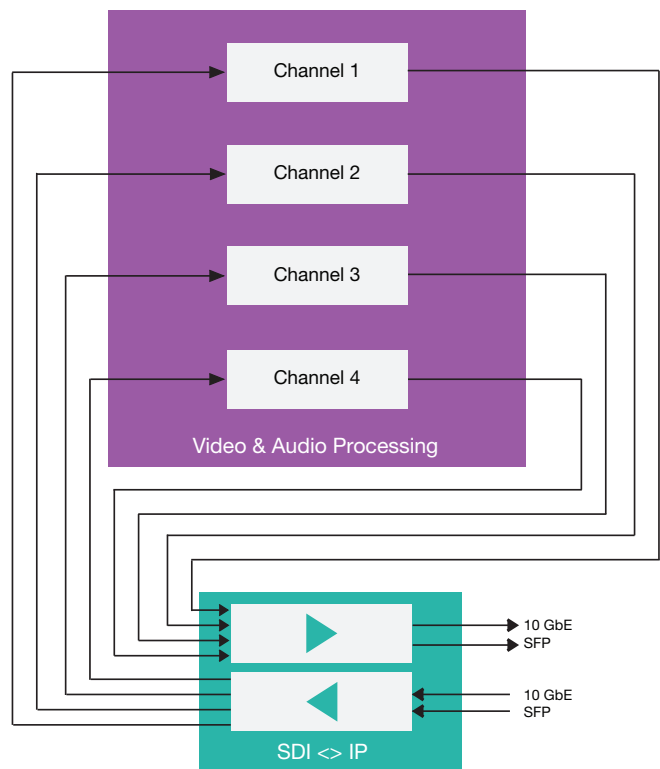 Channel 1
Channel 2
Channel 3
Channel 4
Video & Audio Processing
10 GbE
SFP
10 GbE
SFP
SDI <> IP